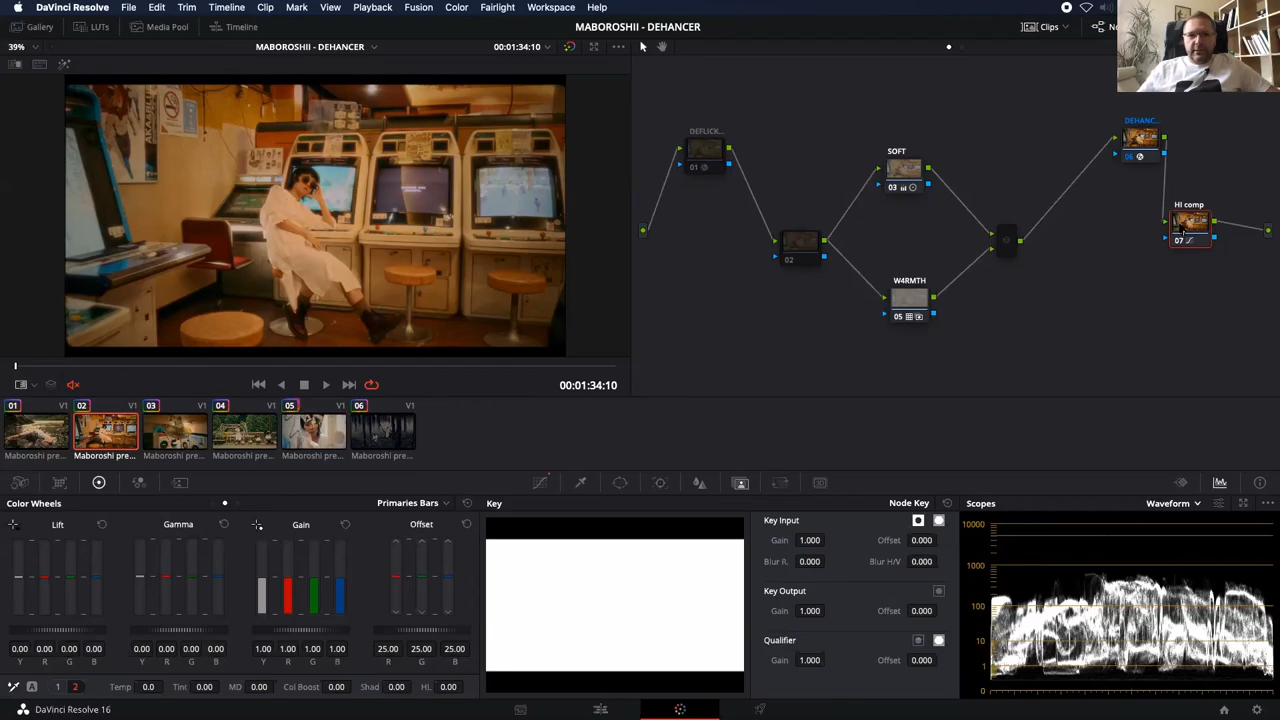 DaVinci Resolve File Edit Trim Timeline Clip Mark View Playback Fusion Color Fairlight Workspace Help
Gallery LUTs Media Pool Timeline
MABOROSHII - DEHANCER
Clips
39%
MABOROSHII - DEHANCER
00:01:34:10
AKAMSUI
DEFLICK...
01
02
SOFT
03
W4RMTH
05
DEHANC...
06
HI comp
07
00:01:34:10
01 V1 02 V1 03 V1 04 V1 05 V1 06 V1
Maboroshi pre... Maboroshi pre... Maboroshi pre... Maboroshi pre... Maboroshi pre... Maboroshi pre...
Color Wheels
Primaries Bars
Lift Gamma Gain Offset
0.00 0.00 0.00 0.00 0.00 0.00 0.00 0.00 1.00 1.00 1.00 1.00 25.00 25.00 25.00
Y R G B Y R G B Y R G B R G B
A 1 2 Temp 0.0 Tint 0.00 MD 0.00 Col Boost 0.00 Shad 0.00 HL 0.00
Key
Node Key
Key Input
Gain 1.000 Offset 0.000
Blur R. 0.000 Blur H/V 0.000
Key Output
Gain 1.000 Offset 0.000
Qualifier
Gain 1.000 Offset 0.000
Scopes
Waveform
10000
1000
100
10
1
0
DaVinci Resolve 16